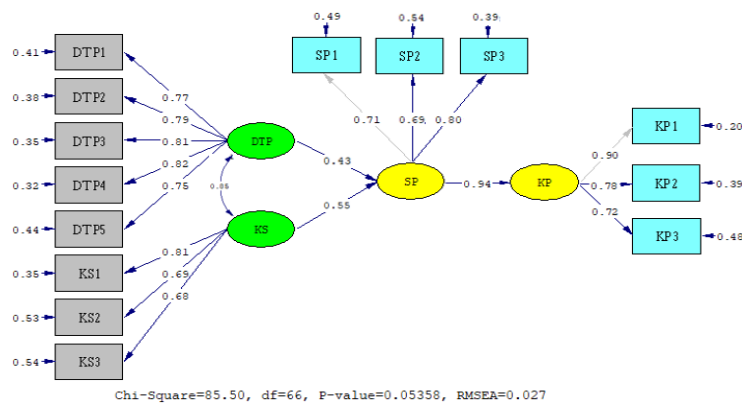 0.49
0.54
0.39
SP1
SP2
SP3
0.41
DTP1
0.38
DTP2
0.35
DTP3
0.32
DTP4
0.44
DTP5
0.35
KS1
0.53
KS2
0.54
KS3
0.77
0.79
0.81
0.82
0.75
DTP
0.05
KS
0.81
0.69
0.68
0.43
0.55
0.71
0.69
0.80
SP
0.94
KP
0.90
0.78
0.72
KP1
0.20
KP2
0.39
KP3
0.48
Chi-Square=85.50, df=66, P-value=0.05358, RMSEA=0.027